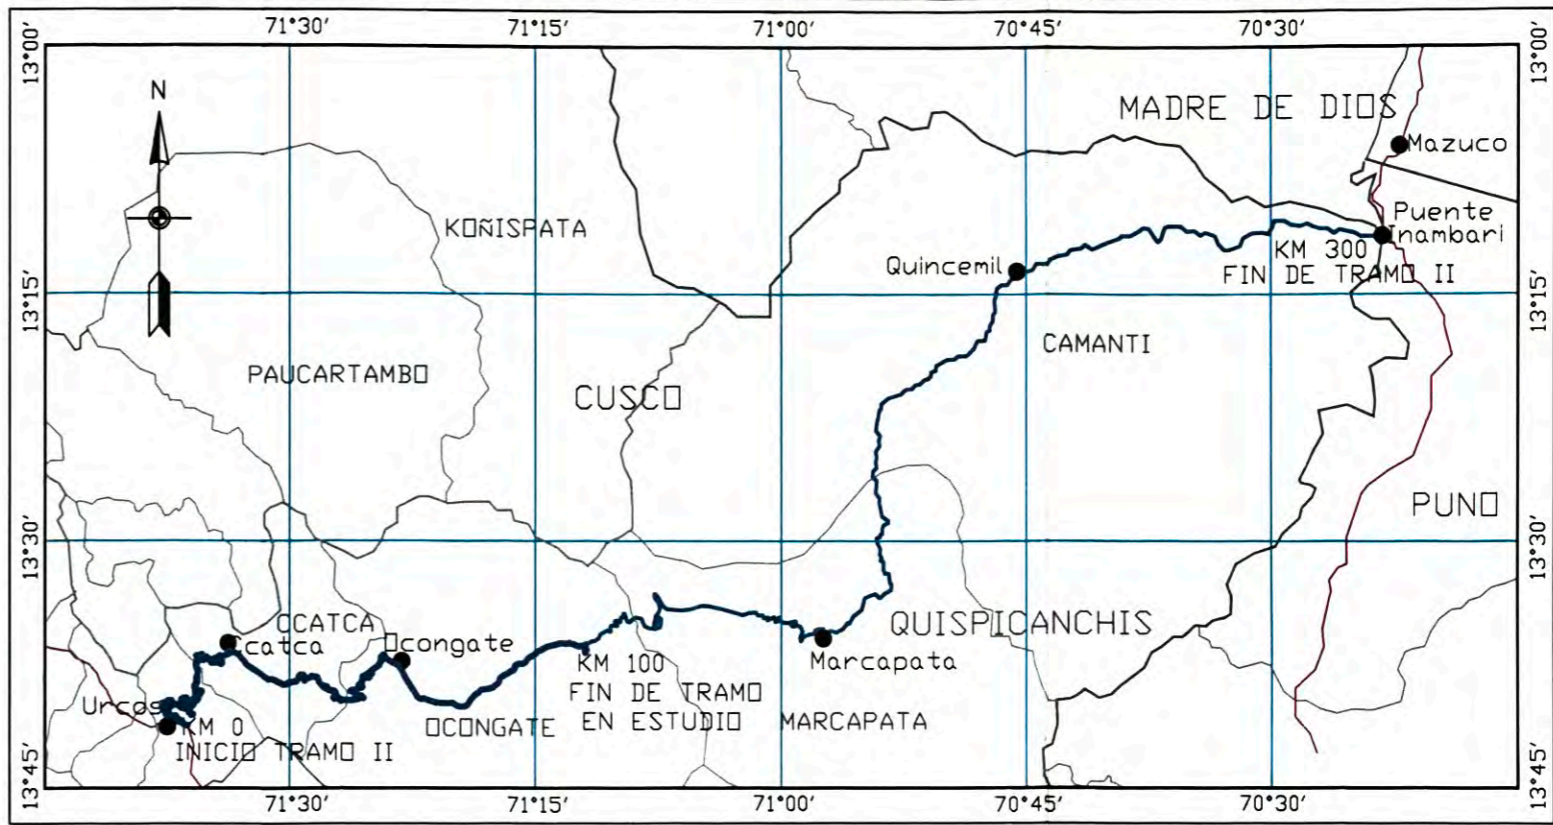 71°30' 71°15' 71°00' 70°45' 70°30'
13°00' 13°00'
N
MADRE DE DIOS
Mazuco
KOÑISPATA
Puente
Inambari
KM 300
FIN DE TRAMO II
Quincemil
13°15' 13°15'
CAMANTI
PAUCARTAMBO
CUSCO
PUNO
13°30' 13°30'
CCATCA
catca
Ocongate
QUISPICANCHIS
Marcapata
KM 100
FIN DE TRAMO
EN ESTUDIO
MARCAPATA
OCONGATE
Urcos
KM 0
INICIO TRAMO II
13°45' 13°45'
71°30' 71°15' 71°00' 70°45' 70°30'